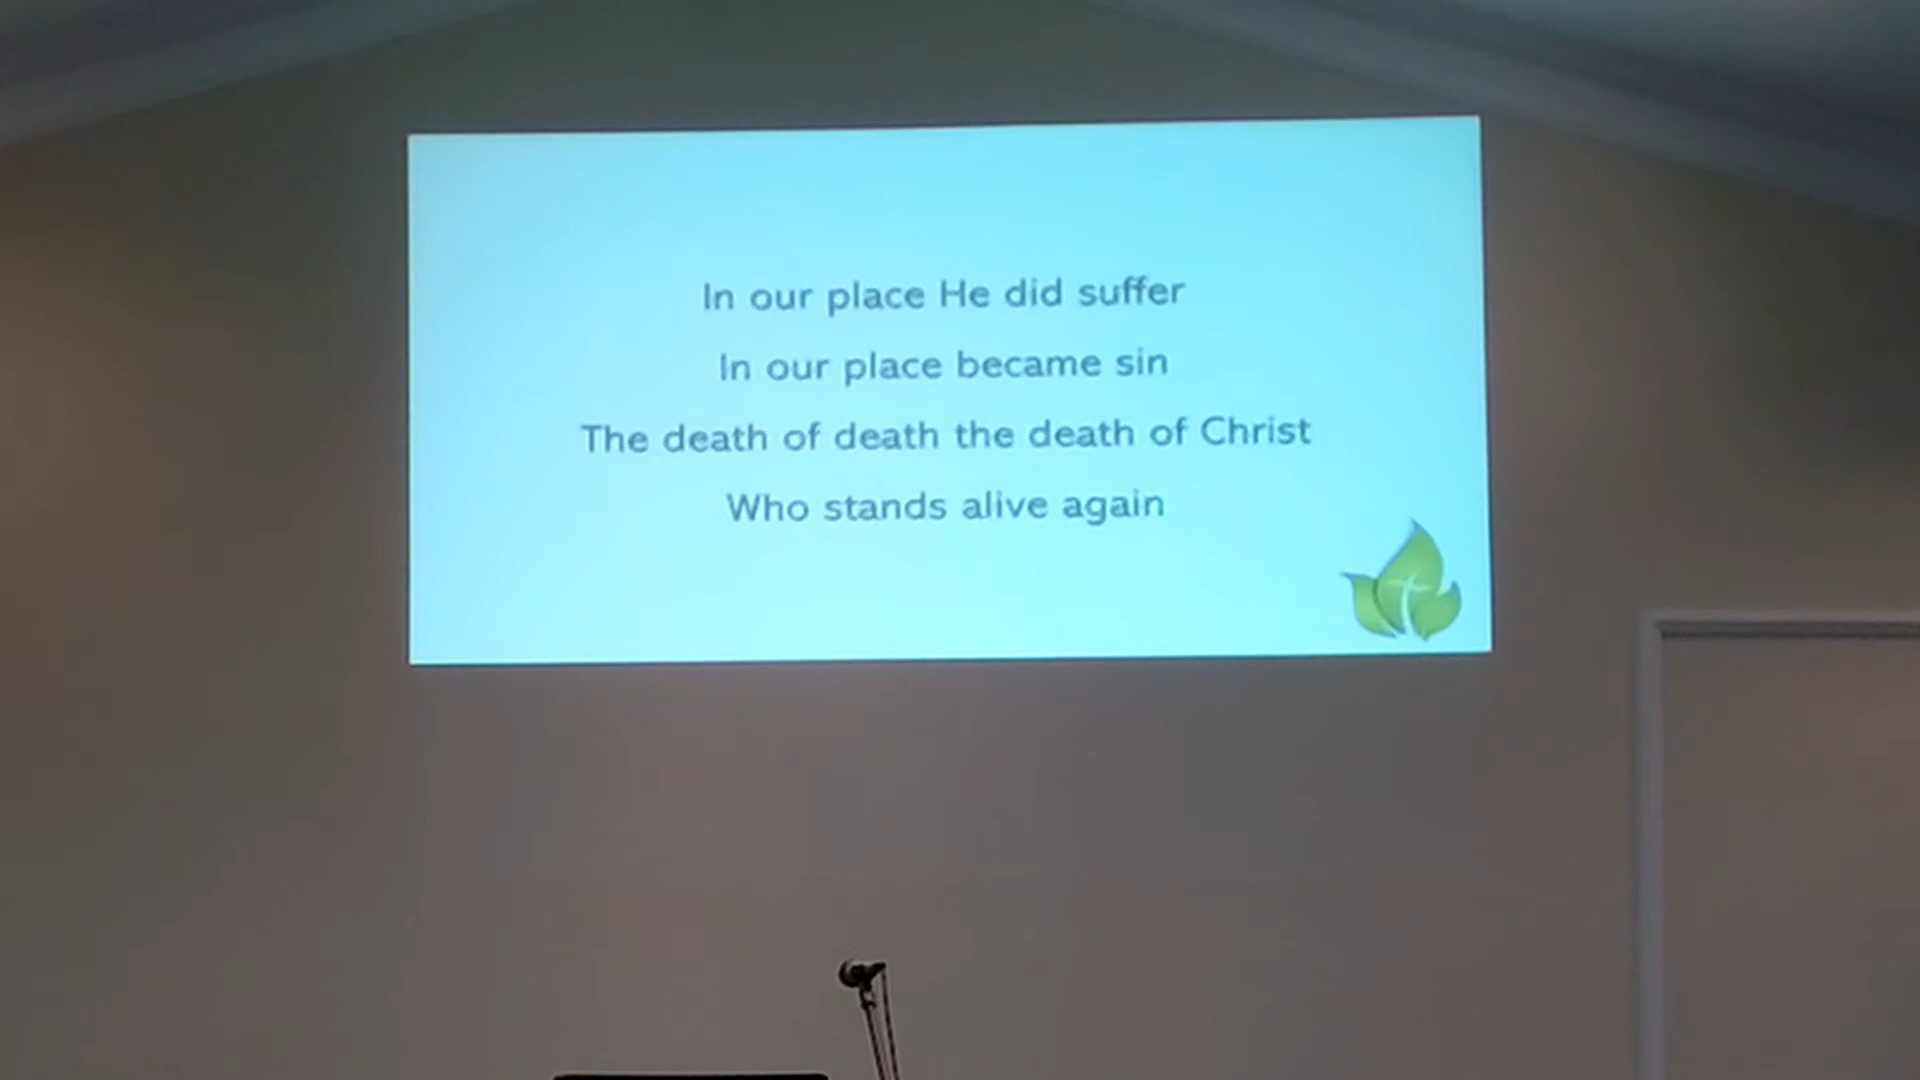 In our place He did suffer
In our place became sin
The death of death the death of Christ
Who stands alive again